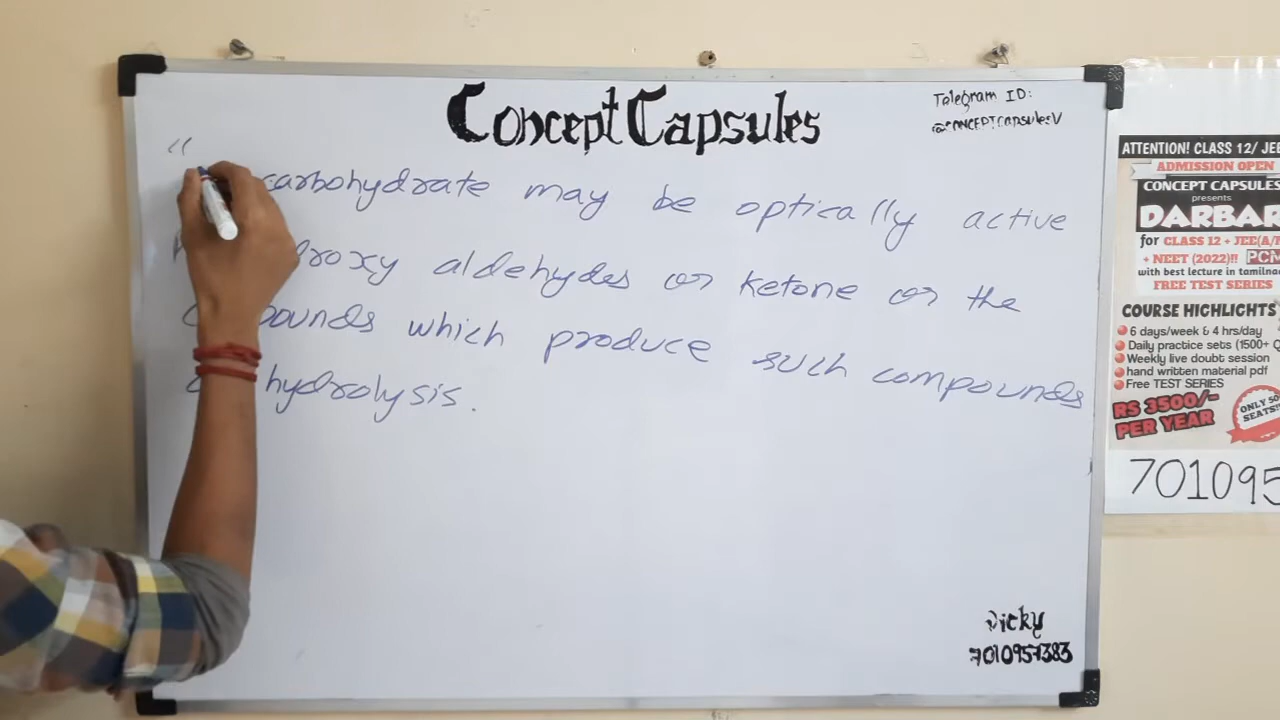 Concept Capsules
Telegram ID:
@CONCEPTCapsulesV
"
carbohydrate may be optically active
aldehydes or ketone or the
which produce such compounds
hydrolysis.
Vicky
7010957383
ATTENTION! CLASS 12/ JEE
ADMISSION OPEN
CONCEPT CAPSULES
presents
DARBAR
for CLASS 12 + JEE(A/
+ NEET (2022)!! PCM
with best lecture in tamilna
FREE TEST SERIES
COURSE HIGHLIGHTS
6 days/week & 4 hrs/day
Daily practice sets (1500+ Q
Weekly live doubt session
hand written material pdf
Free TEST SERIES
RS 3500/-
PER YEAR
ONLY 50
SEATS!
701095